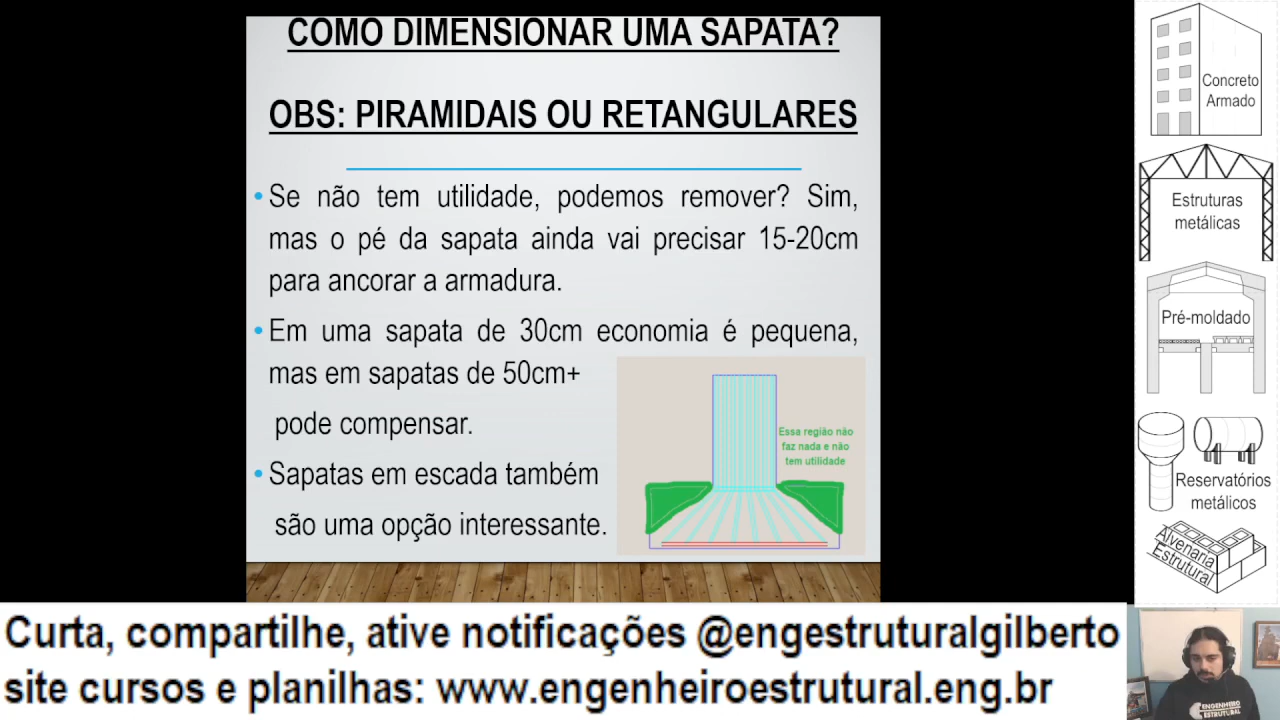 COMO DIMENSIONAR UMA SAPATA?
OBS: PIRAMIDAIS OU RETANGULARES
• Se não tem utilidade, podemos remover? Sim,
mas o pé da sapata ainda vai precisar 15-20cm
para ancorar a armadura.
• Em uma sapata de 30cm economia é pequena,
mas em sapatas de 50cm+
pode compensar.
• Sapatas em escada também
são uma opção interessante.
Essa região não
faz nada e não
tem utilidade
Concreto
Armado
Estruturas
metálicas
Pré-moldado
Reservatórios
metálicos
Alvenaria
Estrutural
Curta, compartilhe, ative notificações @engestruturalgilberto
site cursos e planilhas: www.engenheiroestrutural.eng.br
ENGENHEIRO
ESTRUTURAL